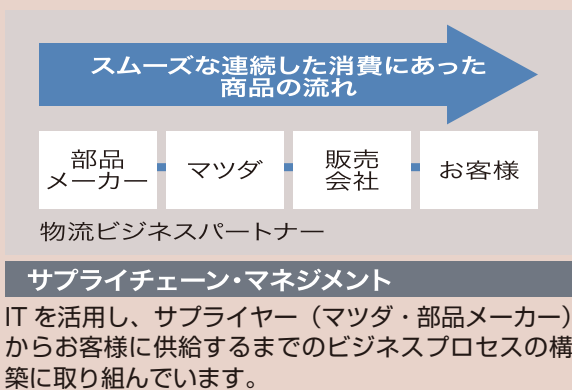 スムーズな連続した消費にあった
商品の流れ
部品
メーカー
マツダ
販売
会社
お客様
物流ビジネスパートナー
サプライチェーン・マネジメント
IT を活用し、サプライヤー（マツダ・部品メーカー）
からお客様に供給するまでのビジネスプロセスの構
築に取り組んでいます。